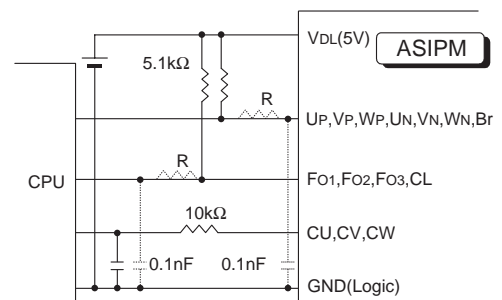 VDL(5V)
ASIPM
5.1kΩ
R
UP,VP,WP,UN,VN,WN,Br
R
CPU
FO1,FO2,FO3,CL
10kΩ
CU,CV,CW
0.1nF
0.1nF
GND(Logic)